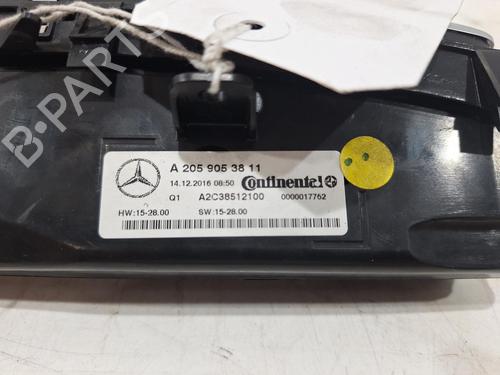 B-PARTS
A 205 905 38 11
14.12.2016 08:50 Continental
Q1 A2C38512100 0000017762
HW:15-28.00 SW:15-28.00